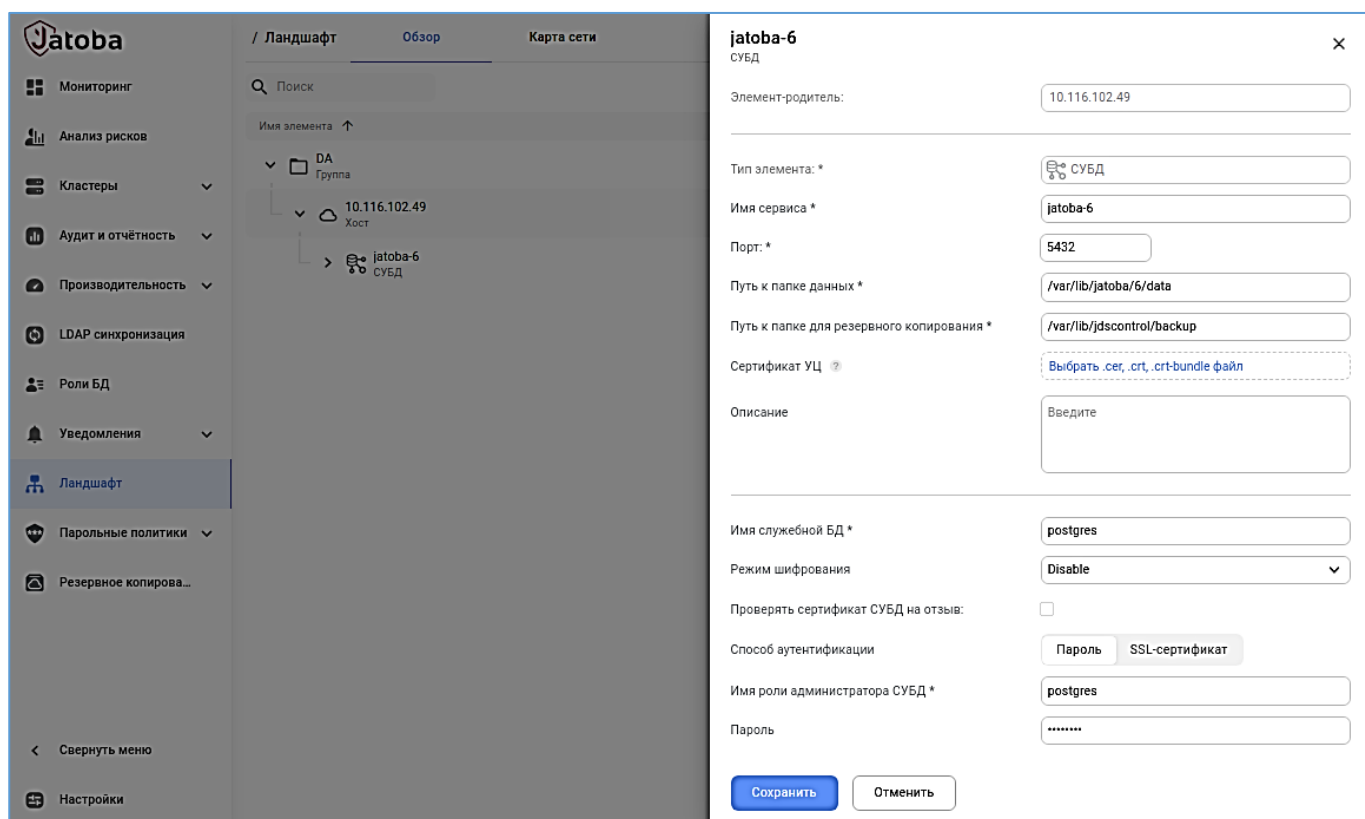 Jatoba
Мониторинг
Анализ рисков
Кластеры
Аудит и отчётность
Производительность
LDAP синхронизация
Роли БД
Уведомления
Ландшафт
Парольные политики
Резервное копирова...
Свернуть меню
Настройки
/ Ландшафт
Обзор
Карта сети
Поиск
Имя элемента
DA
Группа
10.116.102.49
Хост
jatoba-6
СУБД
jatoba-6
СУБД
Элемент-родитель: 10.116.102.49
Тип элемента: * СУБД
Имя сервиса * jatoba-6
Порт: * 5432
Путь к папке данных * /var/lib/jatoba/6/data
Путь к папке для резервного копирования * /var/lib/jdscontrol/backup
Сертификат УЦ ? Выбрать .cer, .crt, .crt-bundle файл
Описание Введите
Имя служебной БД * postgres
Режим шифрования Disable
Проверять сертификат СУБД на отзыв:
Способ аутентификации Пароль SSL-сертификат
Имя роли администратора СУБД * postgres
Пароль ••••••••
Сохранить Отменить